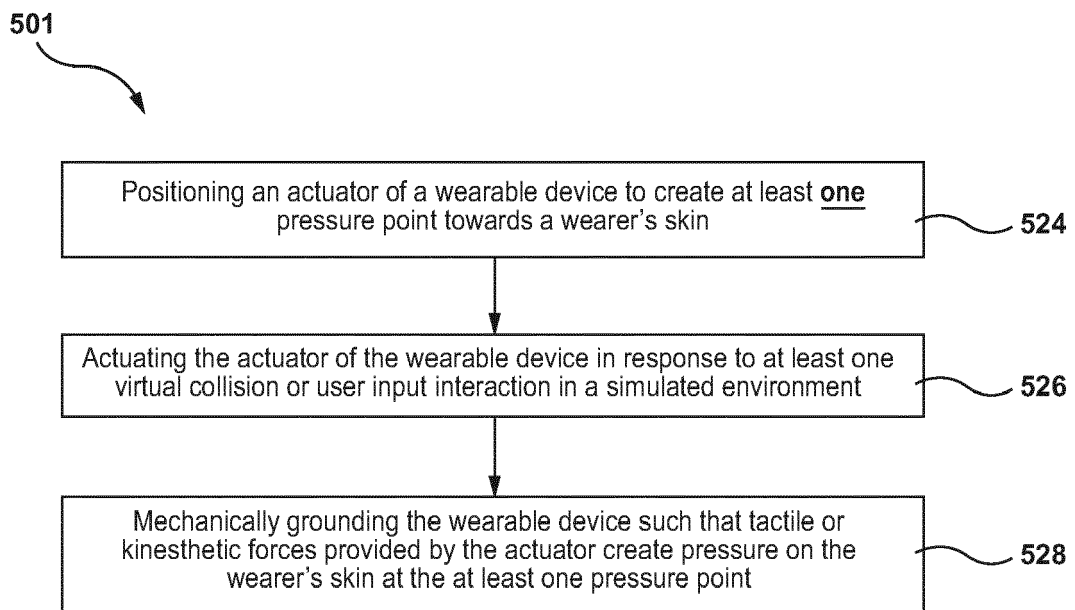 501
Positioning an actuator of a wearable device to create at least one
pressure point towards a wearer's skin
524
Actuating the actuator of the wearable device in response to at least one
virtual collision or user input interaction in a simulated environment
526
Mechanically grounding the wearable device such that tactile or
kinesthetic forces provided by the actuator create pressure on the
wearer's skin at the at least one pressure point
528